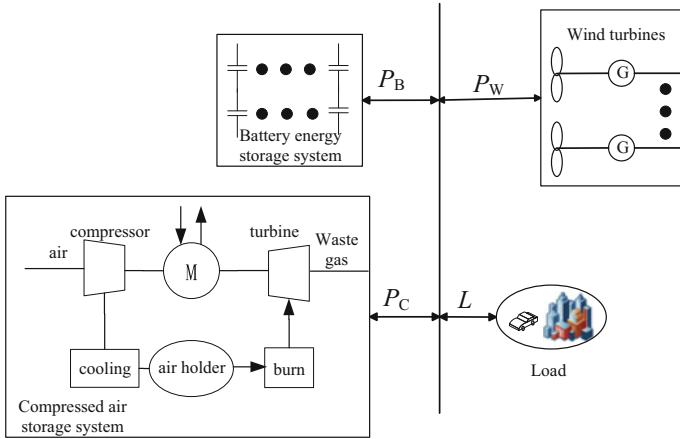 Wind turbines
G
G
P_B
P_W
Battery energy
storage system
compressor
turbine
Waste
gas
air
M
P_C
L
cooling
air holder
burn
Load
Compressed air
storage system